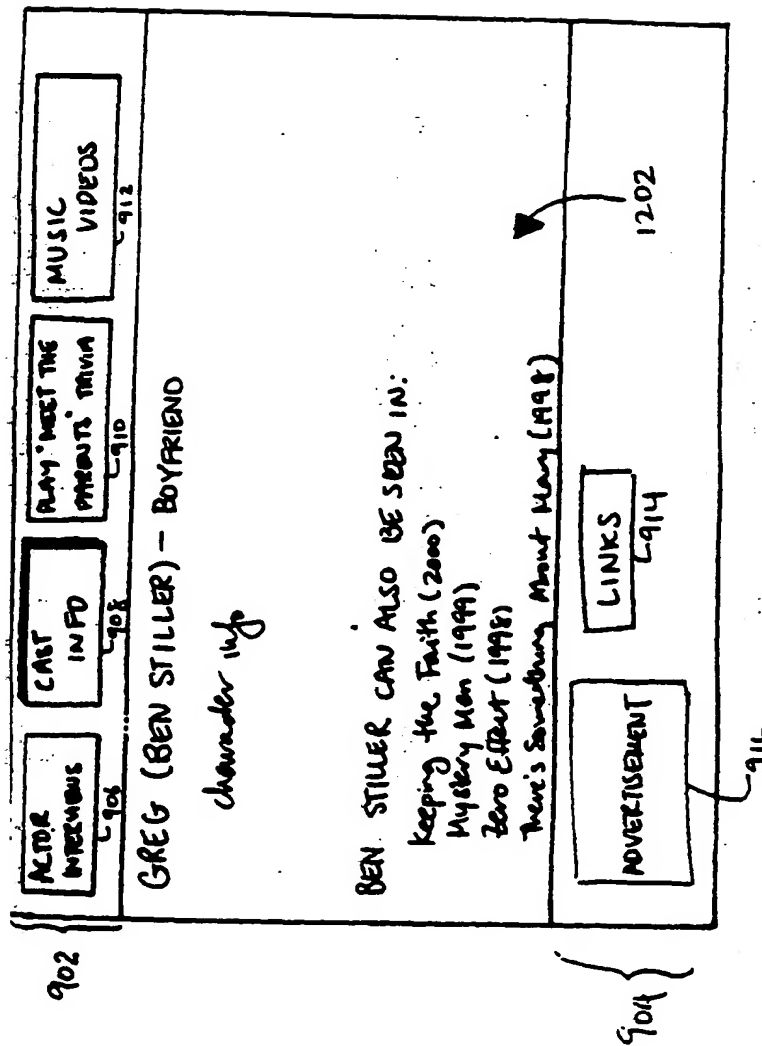 902
ACTOR
INTERVIEWS
906
CAST
INFO
908
PLAY "MEET THE
PARENTS" TRIVIA
910
MUSIC
VIDEOS
912
GREG (BEN STILLER) – BOYFRIEND
character info
BEN STILLER CAN ALSO BE SEEN IN:
Keeping the Faith (2000)
Mystery Men (1999)
Zero Effect (1998)
There's Something About Mary (1998)
1202
904
ADVERTISEMENT
916
LINKS
914